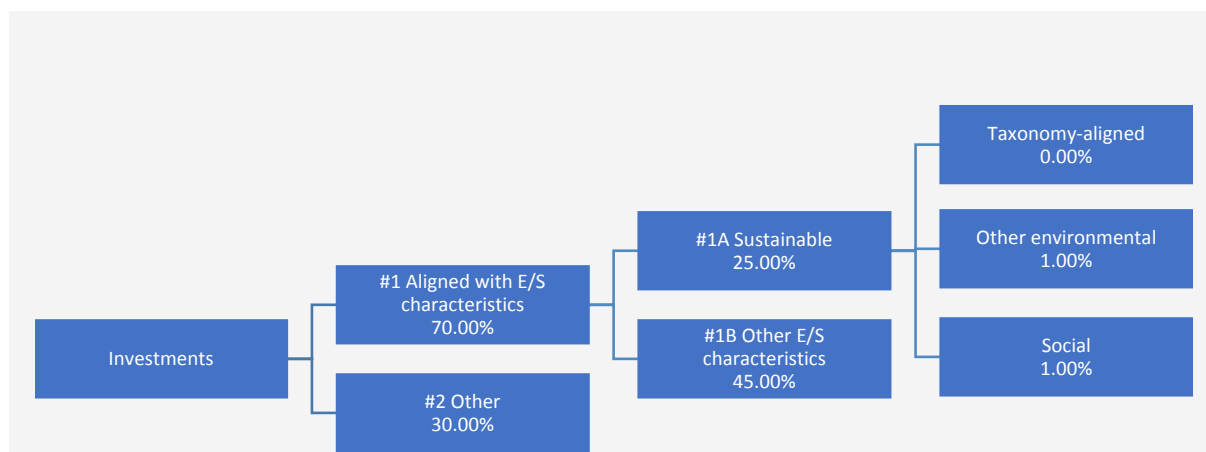 Investments
#1 Aligned with E/S
characteristics
70.00%
#2 Other
30.00%
#1A Sustainable
25.00%
#1B Other E/S
characteristics
45.00%
Taxonomy-aligned
0.00%
Other environmental
1.00%
Social
1.00%